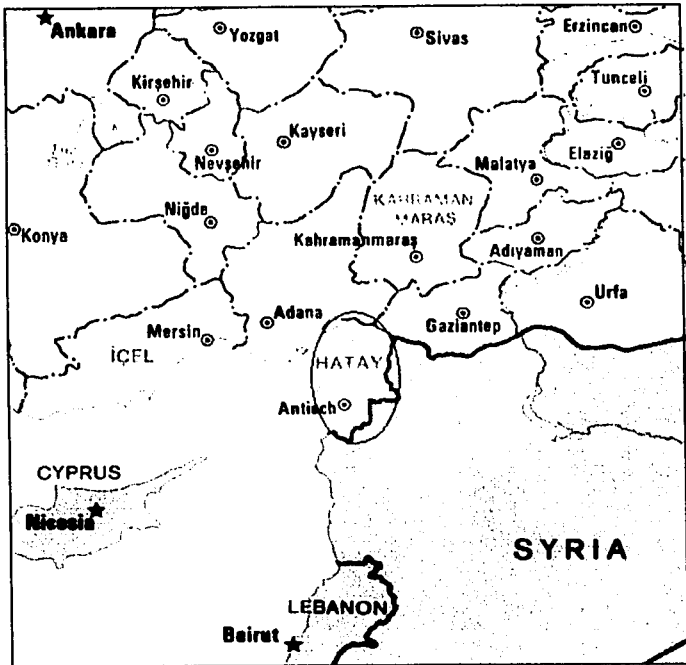 Ankara
Yozgat
Sivas
Erzincan
Kirşehir
Tunceli
Kayseri
Nevşehir
Malatya
Elaziğ
Niğde
KAHRAMAN
MARAŞ
Konya
Kahramanmaraş
Adıyaman
Adana
Gaziantep
Urfa
Mersin
İÇEL
HATAY
Antioch
CYPRUS
Nicosia
SYRIA
LEBANON
Beirut